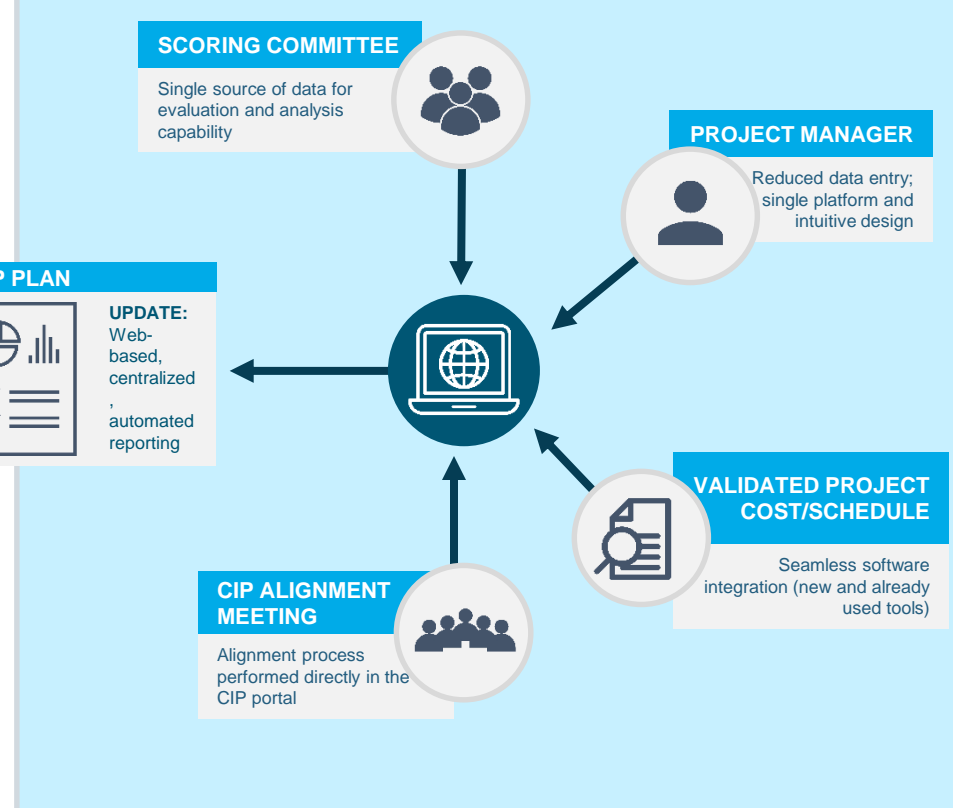 SCORING COMMITTEE
Single source of data for
evaluation and analysis
capability
PROJECT MANAGER
Reduced data entry;
single platform and
intuitive design
P PLAN
UPDATE:
Web-
based,
centralized
,
automated
reporting
VALIDATED PROJECT
COST/SCHEDULE
Seamless software
integration (new and already
used tools)
CIP ALIGNMENT
MEETING
Alignment process
performed directly in the
CIP portal